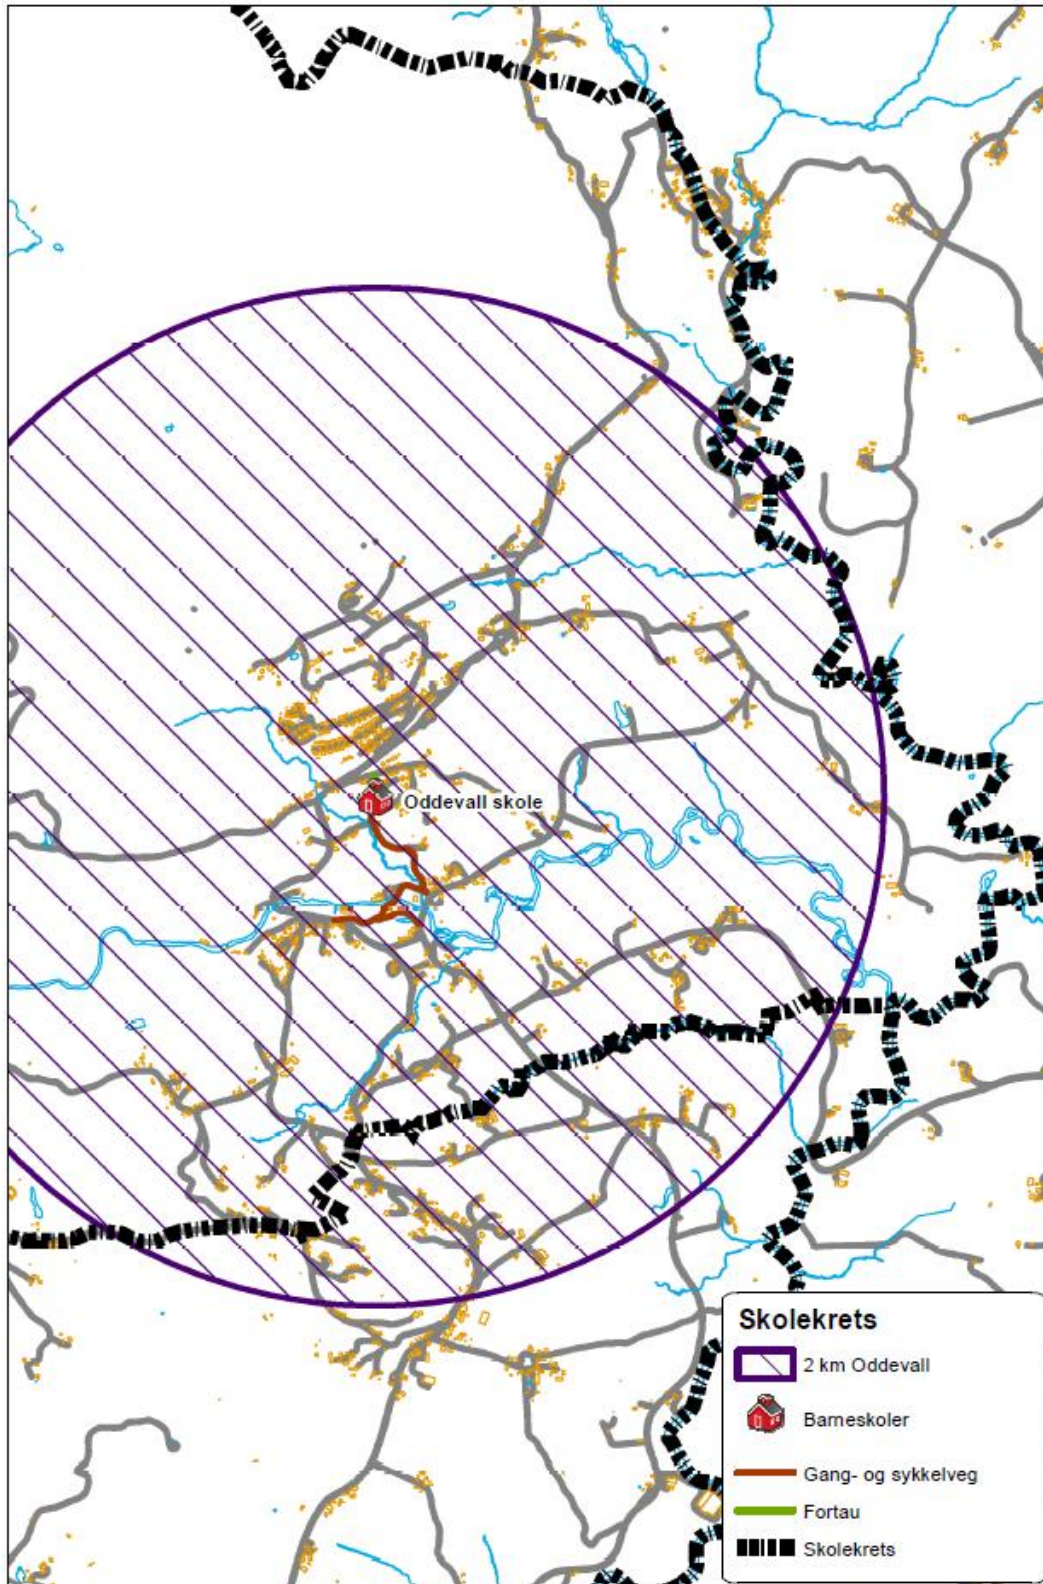 Oddevall skole
Skolekrets
2 km Oddevall
Barneskoler
Gang- og sykkelveg
Fortau
Skolekrets